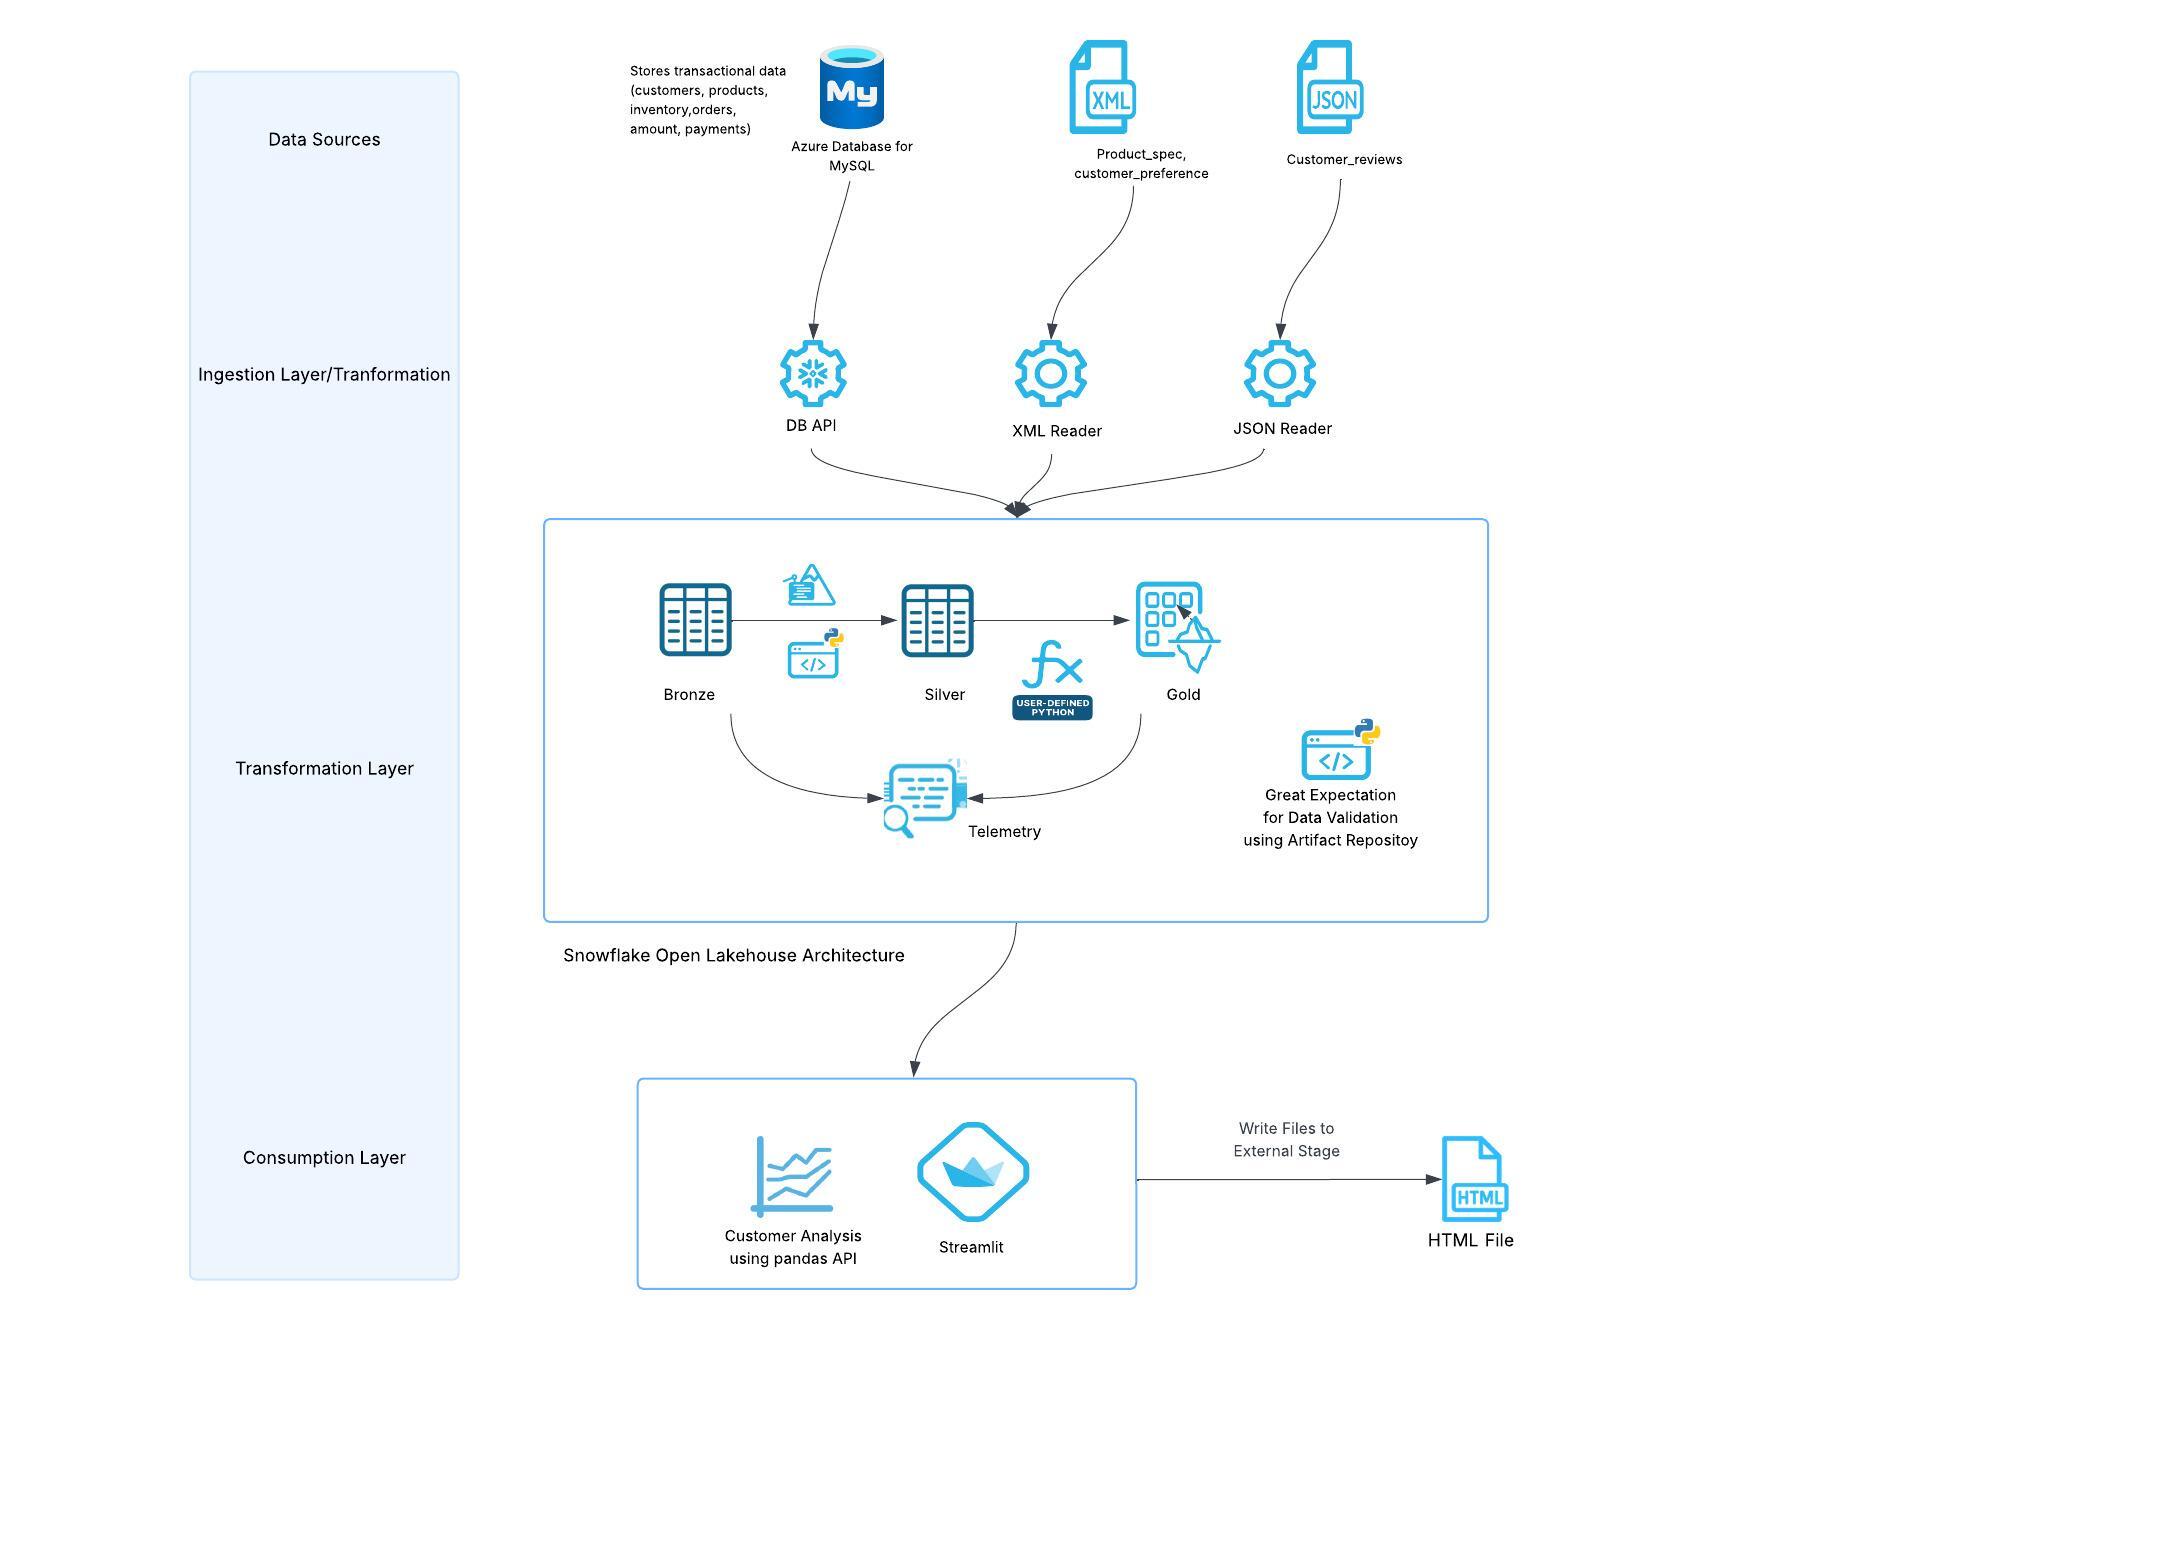 Data Sources
Ingestion Layer/Tranformation
Transformation Layer
Consumption Layer
Stores transactional data
(customers, products,
inventory,orders,
amount, payments)
My
Azure Database for
MySQL
XML
Product_spec,
customer_preference
JSON
Customer_reviews
DB API
XML Reader
JSON Reader
Bronze
</>
Silver
fx
USER-DEFINED
PYTHON
Gold
Telemetry
</>
Great Expectation
for Data Validation
using Artifact Repositoy
Snowflake Open Lakehouse Architecture
Customer Analysis
using pandas API
Streamlit
Write Files to
External Stage
HTML
HTML File